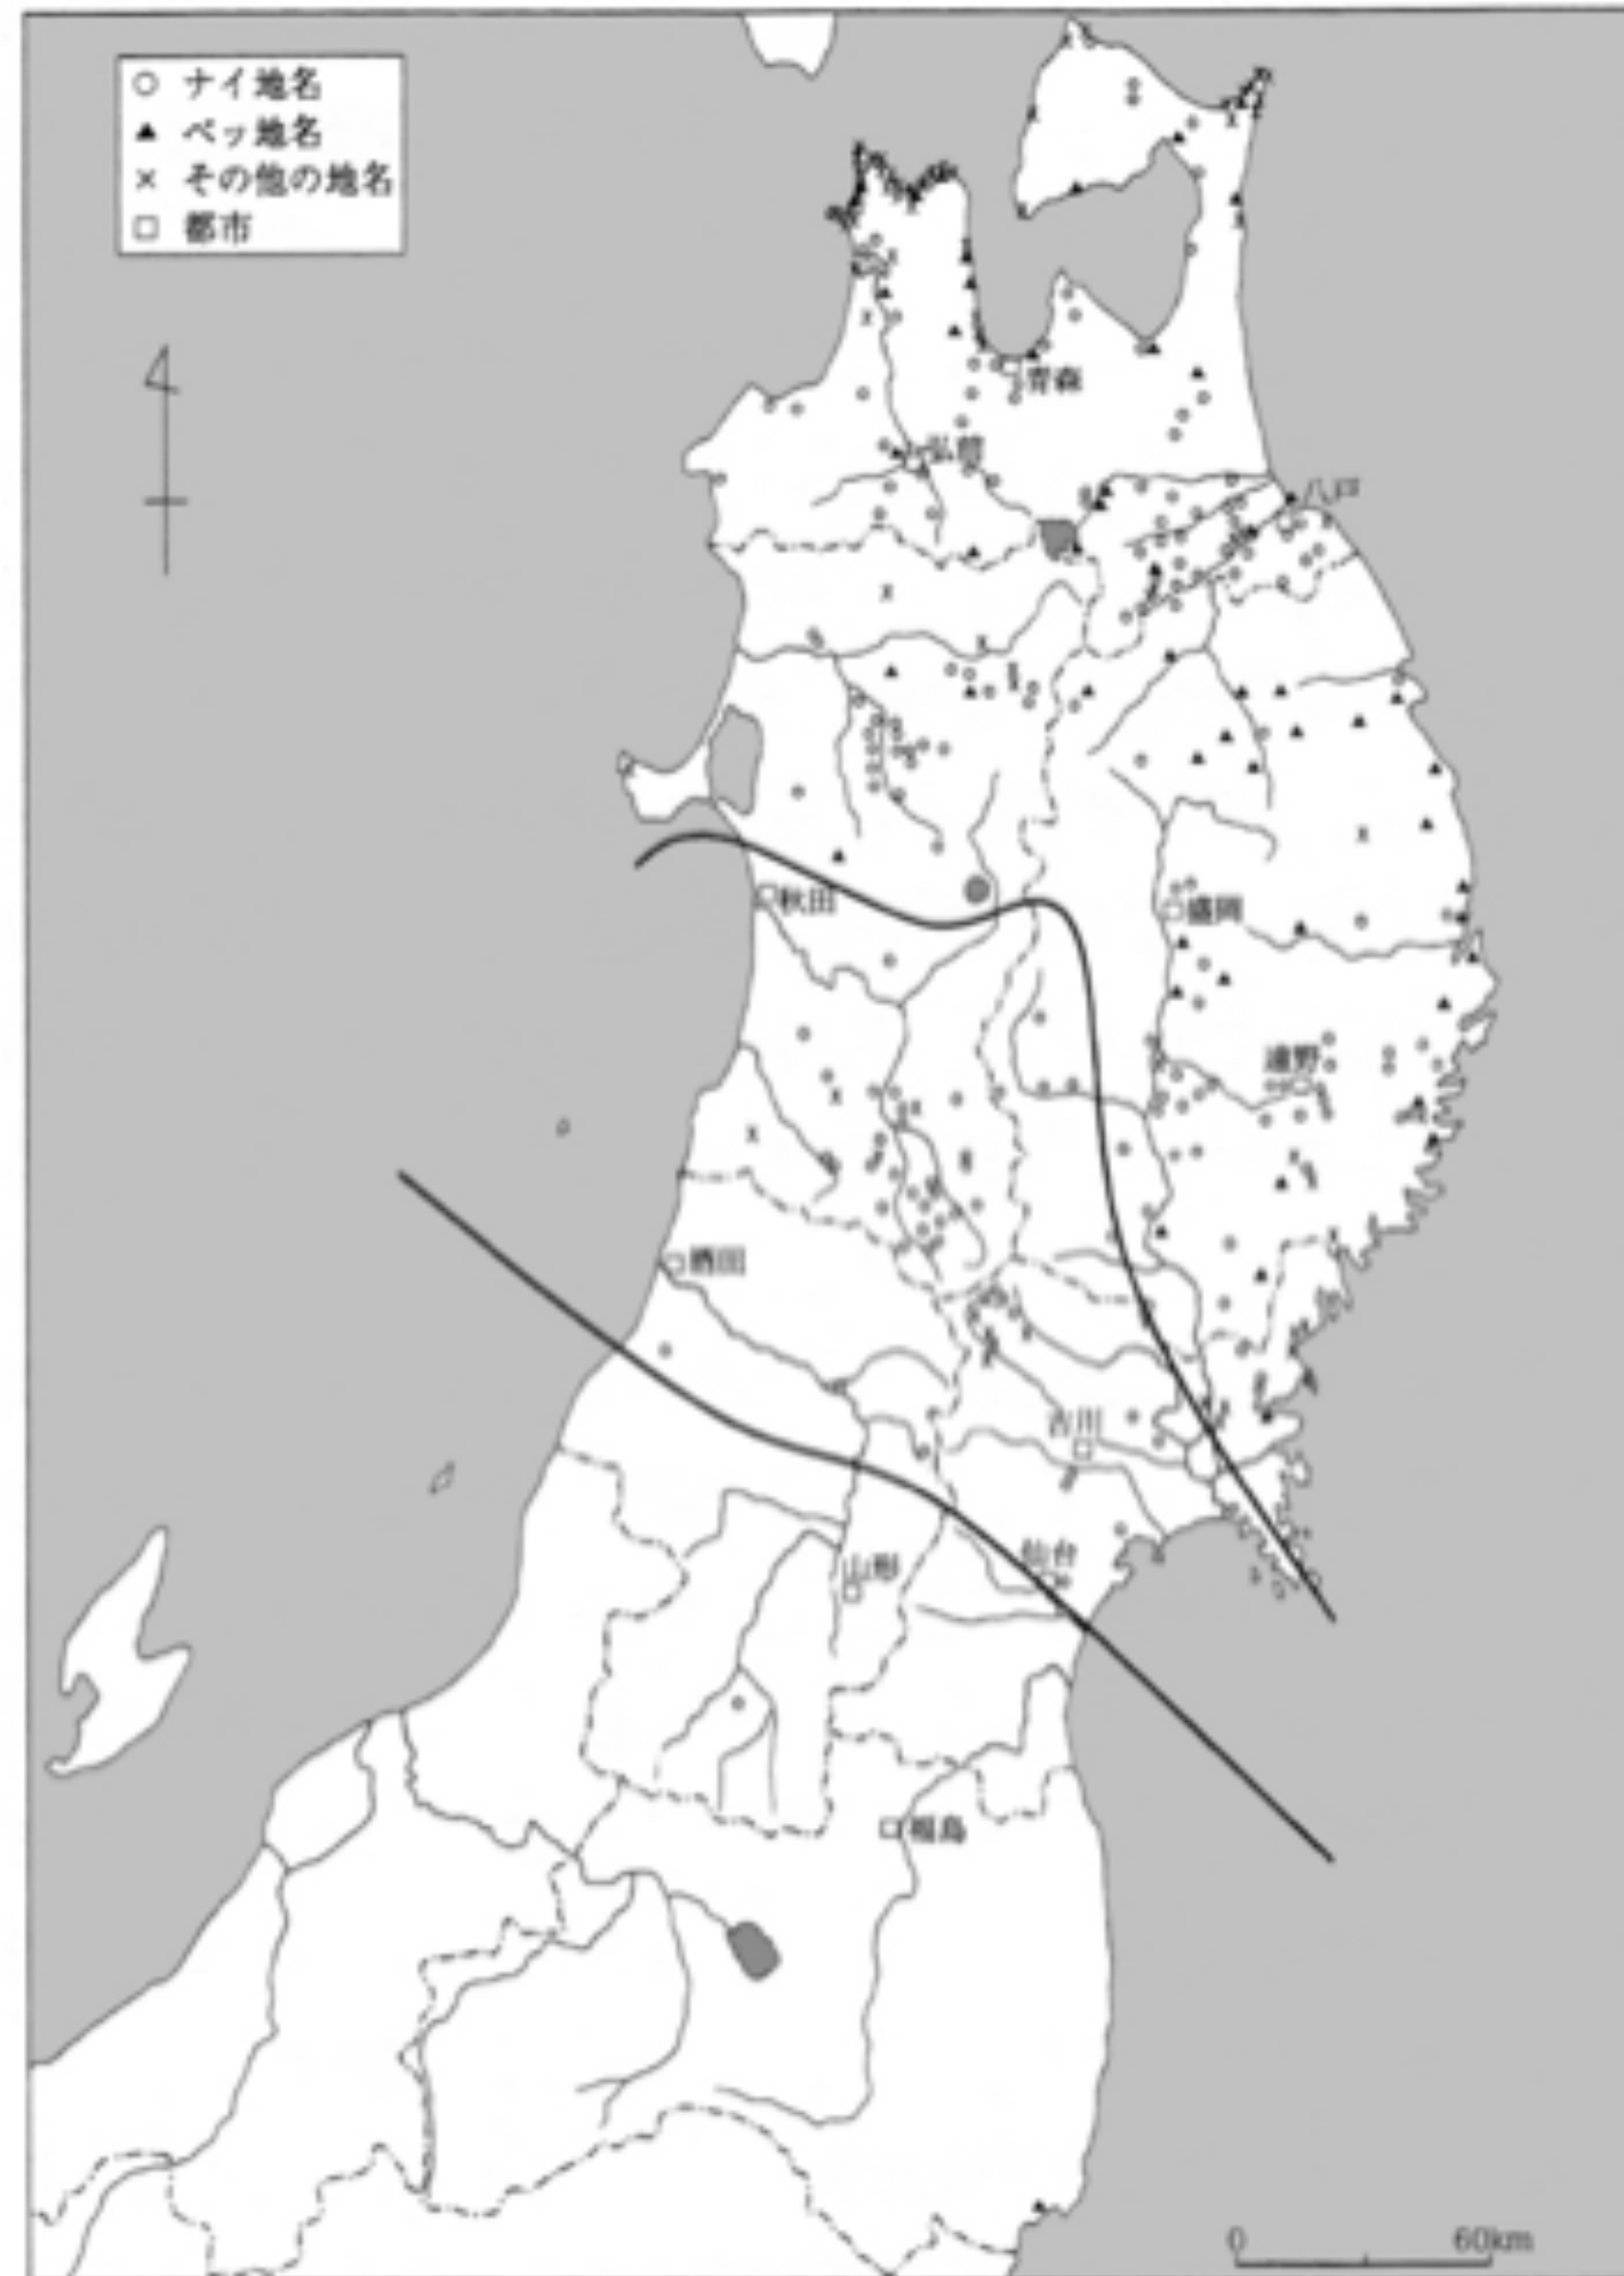 ナイ地名
ベッ地名
その他の地名
都市
青森
弘前
八戸
秋田
盛岡
遠野
酒田
古川
仙台
山形
福島
0 60km